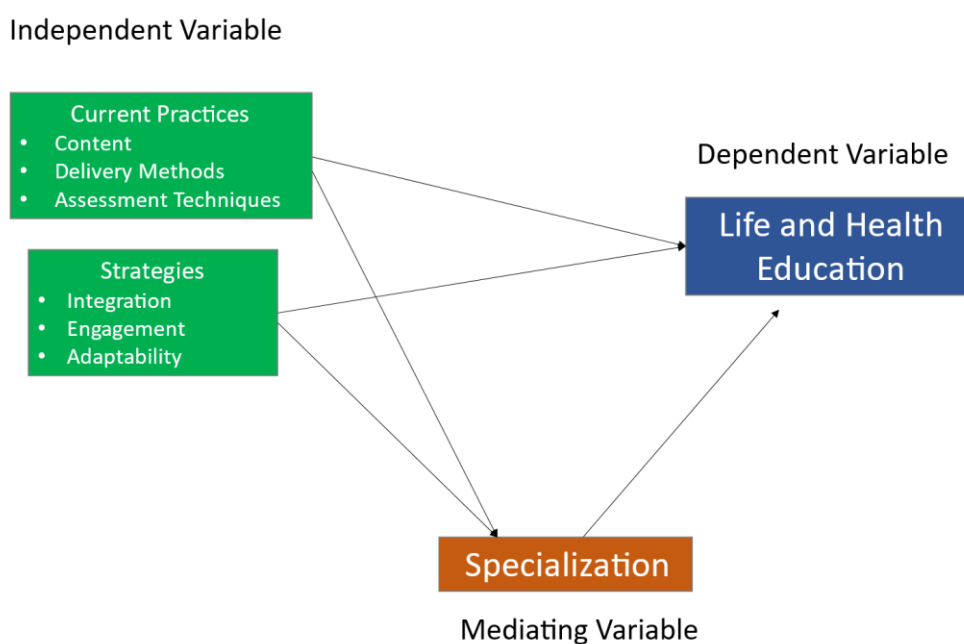 Independent Variable
Current Practices
• Content
• Delivery Methods
• Assessment Techniques
Strategies
• Integration
• Engagement
• Adaptability
Dependent Variable
Life and Health
Education
Specialization
Mediating Variable